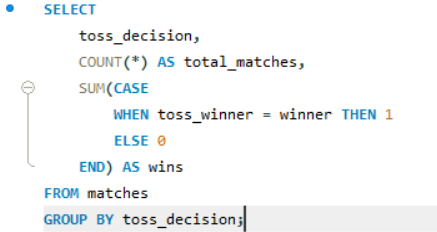 SELECT
    toss_decision,
    COUNT(*) AS total_matches,
    SUM(CASE
        WHEN toss_winner = winner THEN 1
        ELSE 0
    END) AS wins
FROM matches
GROUP BY toss_decision;